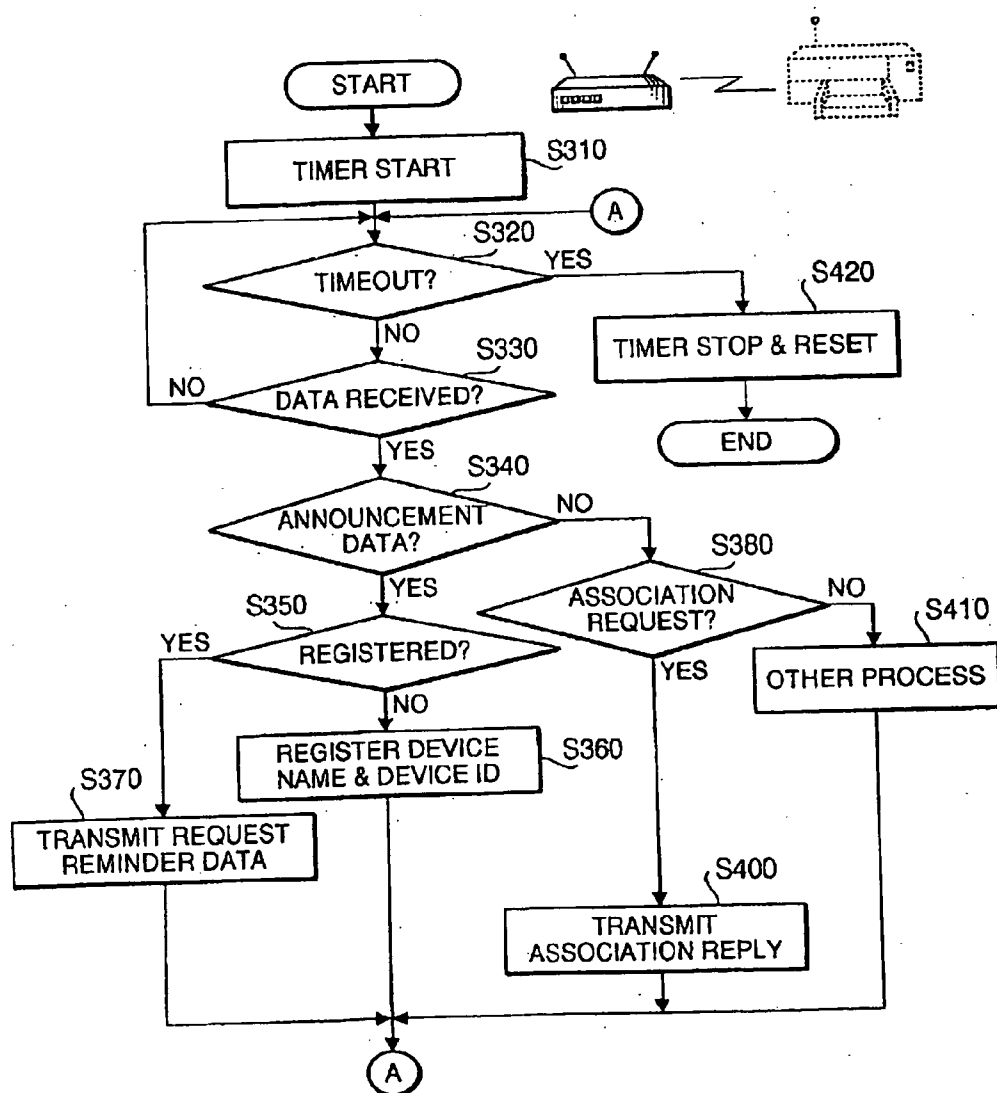 START
S310
TIMER START
A
S320
TIMEOUT?
YES
S420
NO
TIMER STOP & RESET
S330
NO
DATA RECEIVED?
END
YES
S340
NO
ANNOUNCEMENT
DATA?
S380
YES
ASSOCIATION
REQUEST?
NO
S350
S410
YES
REGISTERED?
YES
OTHER PROCESS
NO
REGISTER DEVICE
NAME & DEVICE ID
S360
S370
TRANSMIT REQUEST
REMINDER DATA
S400
TRANSMIT
ASSOCIATION REPLY
A